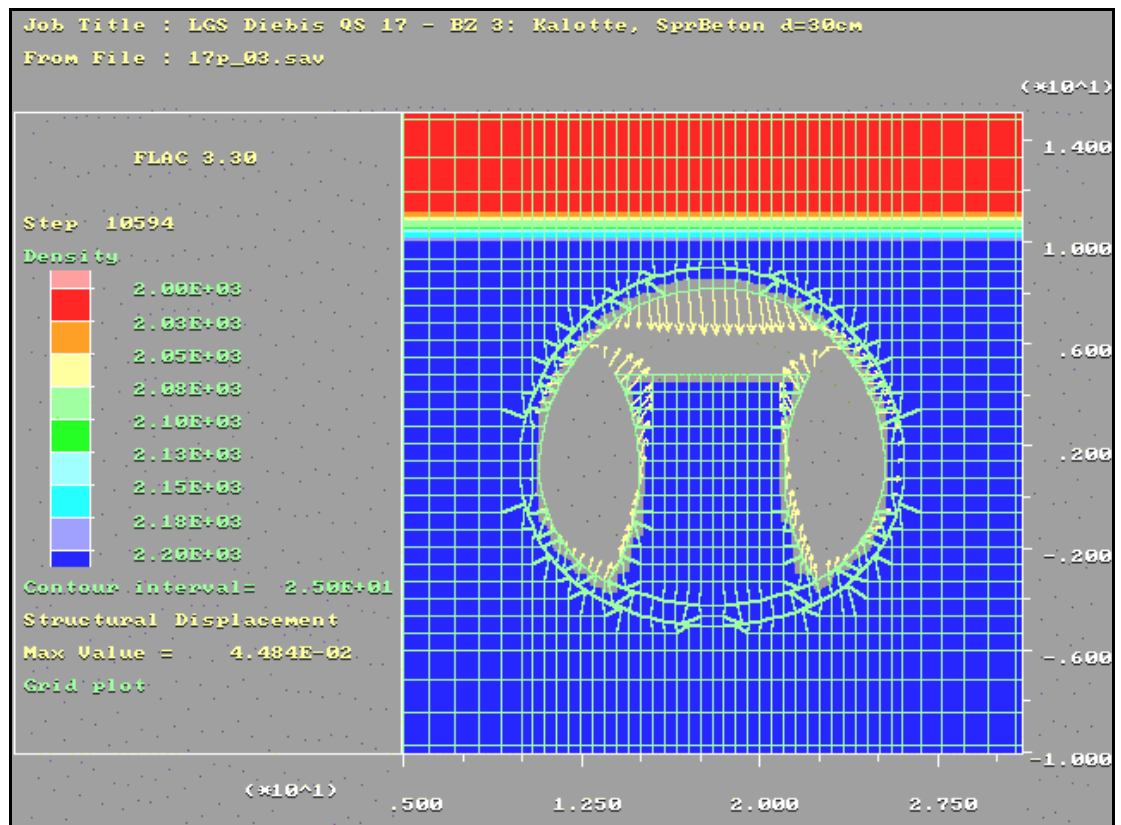 Job Title : LGS Diebis QS 17 - BZ 3: Kalotte, SprBeton d=30cm
From File : 17p_03.sav
(*10^1)
FLAC 3.30
Step 10594
Density
2.00E+03
2.03E+03
2.05E+03
2.08E+03
2.10E+03
2.13E+03
2.15E+03
2.18E+03
2.20E+03
Contour interval= 2.50E+01
Structural Displacement
Max Value = 4.484E-02
Grid plot
1.400
1.000
.600
.200
-.200
-.600
-1.000
(*10^1)
.500 1.250 2.000 2.750